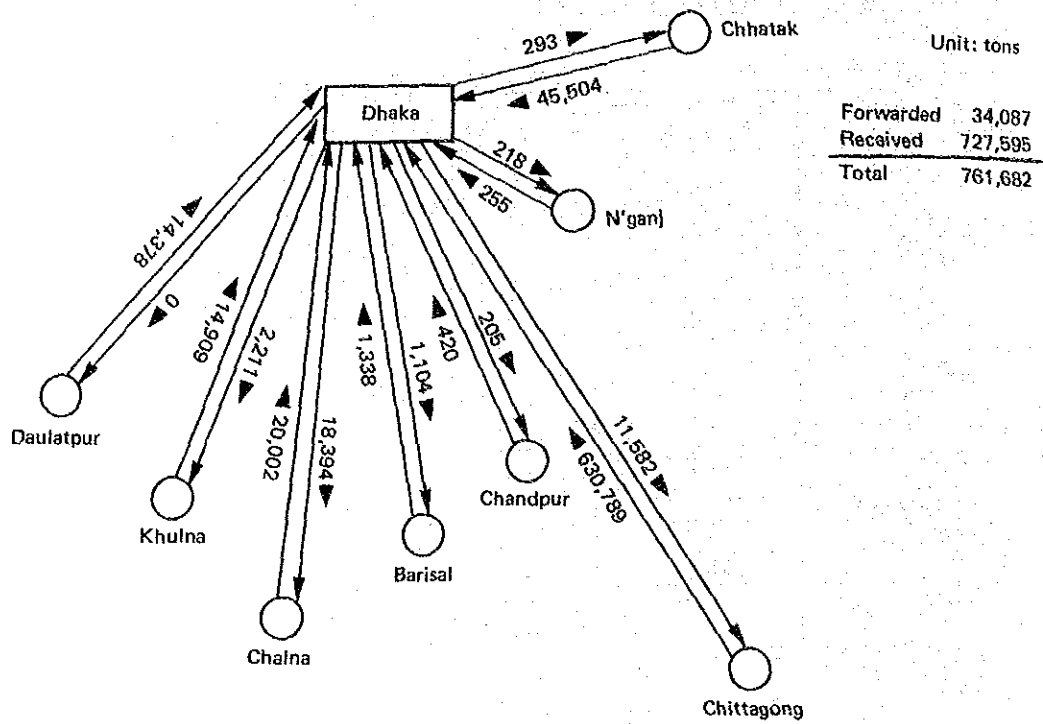 293 ►
Chhatak
Unit: tons
◄ 45,504
Dhaka
Forwarded 34,087
Received 727,595
Total 761,682
218 ►
◄ 255
N'ganj
14,378 ►
◄ 0
14,909 ►
2,211 ►
◄ 20,002
18,394 ►
◄ 1,338
1,104 ►
◄ 420
205 ►
11,582 ►
◄ 630,789
Daulatpur
Khulna
Chalna
Barisal
Chandpur
Chittagong